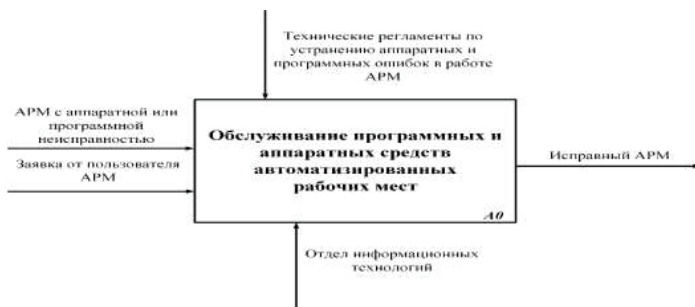 Технические регламенты по
устранению аппаратных и
программных ошибок в работе
АРМ
АРМ с аппаратной или
программной
неисправностью
Заявка от пользователя
АРМ
Обслуживание программных и
аппаратных средств
автоматизированных
рабочих мест
A0
Исправный АРМ
Отдел информационных
технологий